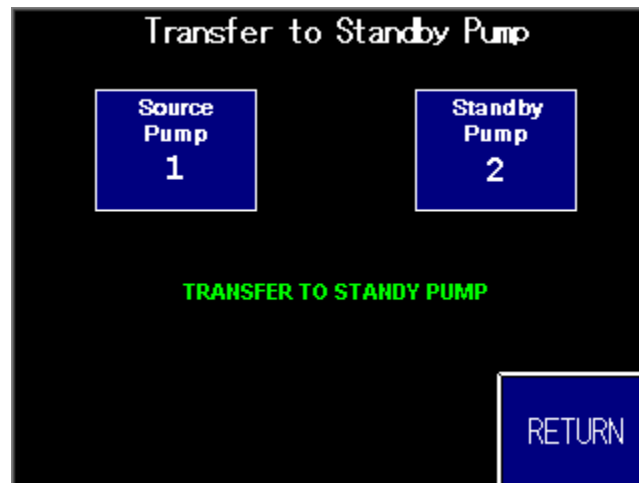 Transfer to Standby Pump
Source
Pump
1
Standby
Pump
2
TRANSFER TO STANDY PUMP
RETURN